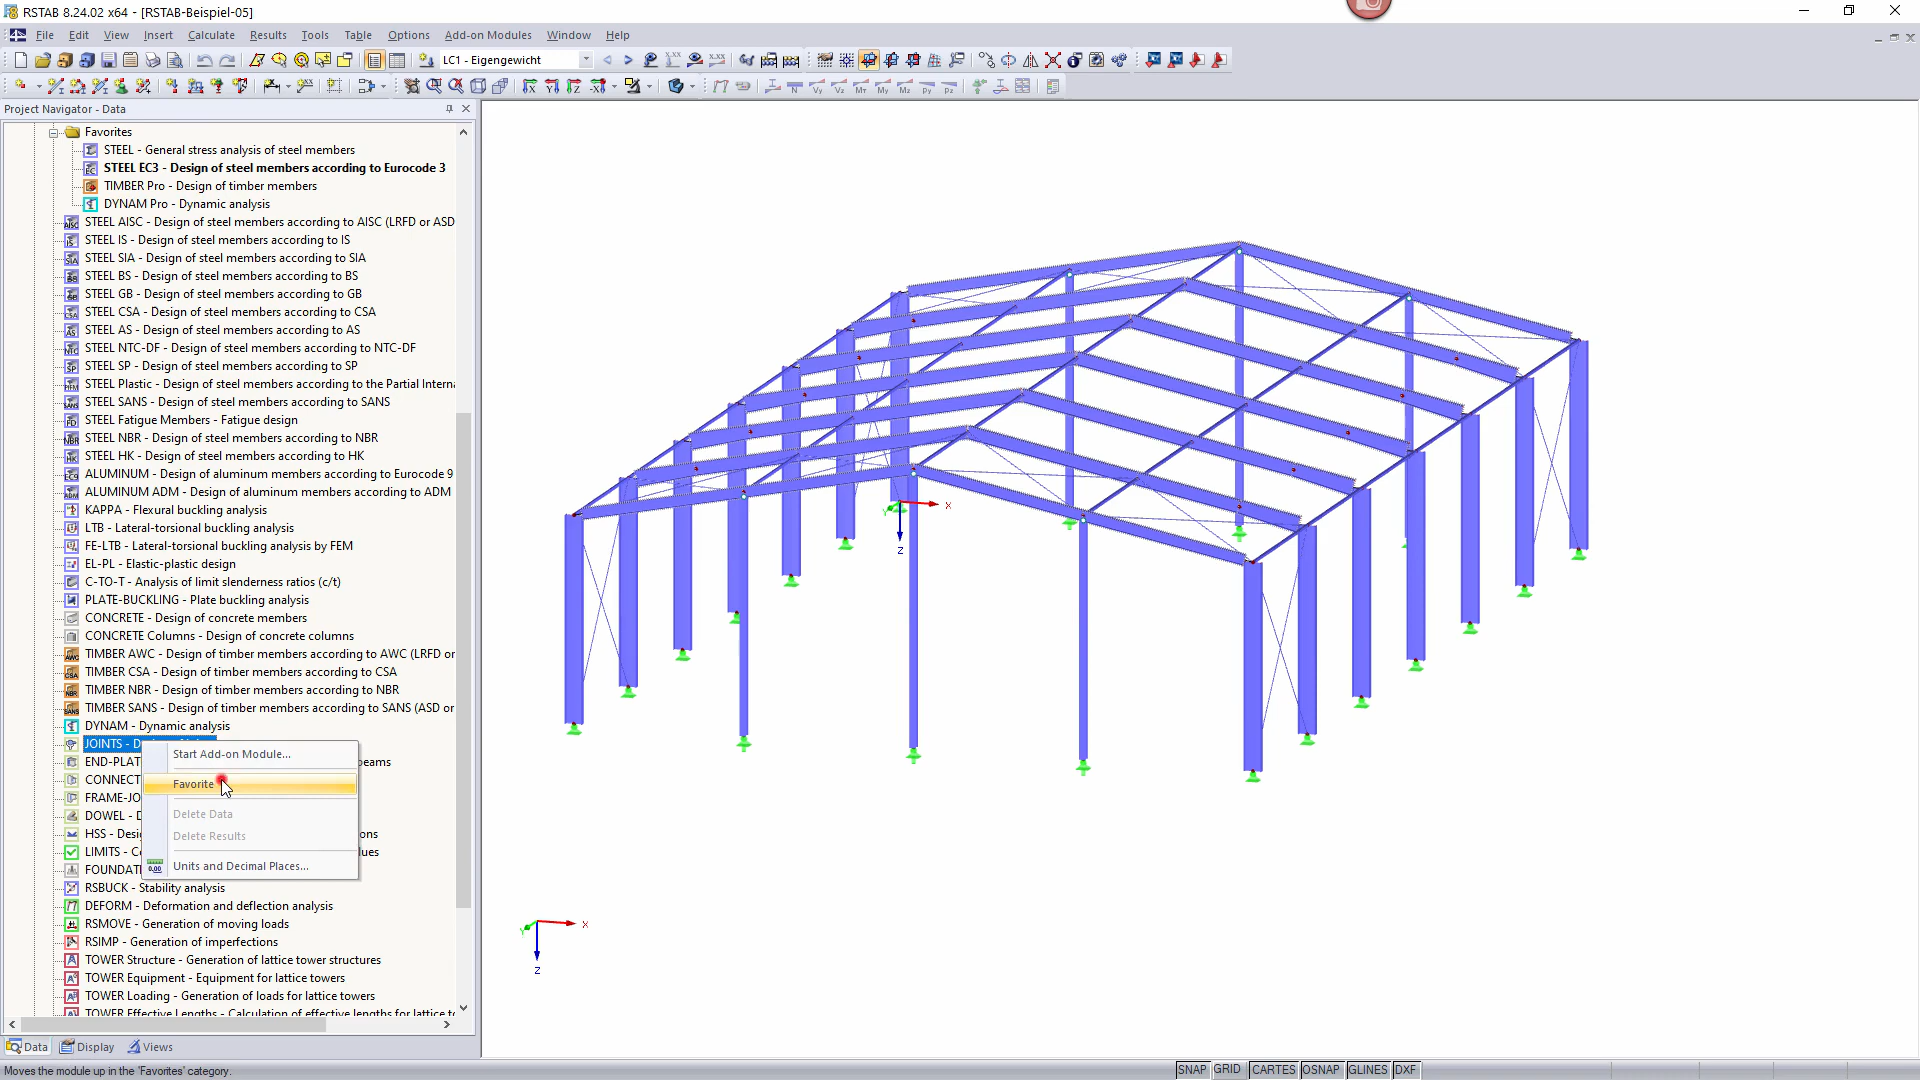 RSTAB 8.24.02 x64 - [RSTAB-Beispiel-05]
File Edit View Insert Calculate Results Tools Table Options Add-on Modules Window Help
LC1 - Eigengewicht
Project Navigator - Data
Favorites
STEEL - General stress analysis of steel members
STEEL EC3 - Design of steel members according to Eurocode 3
TIMBER Pro - Design of timber members
DYNAM Pro - Dynamic analysis
STEEL AISC - Design of steel members according to AISC (LRFD or ASD
STEEL IS - Design of steel members according to IS
STEEL SIA - Design of steel members according to SIA
STEEL BS - Design of steel members according to BS
STEEL GB - Design of steel members according to GB
STEEL CSA - Design of steel members according to CSA
STEEL AS - Design of steel members according to AS
STEEL NTC-DF - Design of steel members according to NTC-DF
STEEL SP - Design of steel members according to SP
STEEL Plastic - Design of steel members according to the Partial Intern
STEEL SANS - Design of steel members according to SANS
STEEL Fatigue Members - Fatigue design
STEEL NBR - Design of steel members according to NBR
STEEL HK - Design of steel members according to HK
ALUMINUM - Design of aluminum members according to Eurocode 9
ALUMINUM ADM - Design of aluminum members according to ADM
KAPPA - Flexural buckling analysis
LTB - Lateral-torsional buckling analysis
FE-LTB - Lateral-torsional buckling analysis by FEM
EL-PL - Elastic-plastic design
C-TO-T - Analysis of limit slenderness ratios (c/t)
PLATE-BUCKLING - Plate buckling analysis
CONCRETE - Design of concrete members
CONCRETE Columns - Design of concrete columns
TIMBER AWC - Design of timber members according to AWC (LRFD or
TIMBER CSA - Design of timber members according to CSA
TIMBER NBR - Design of timber members according to NBR
TIMBER SANS - Design of timber members according to SANS (ASD or
DYNAM - Dynamic analysis
JOINTS - D
Start Add-on Module...
END-PLAT eams
CONNECT
Favorite
FRAME-JO
DOWEL - D
Delete Data
HSS - Desi ons
Delete Results
LIMITS - C lues
FOUNDAT
Units and Decimal Places...
RSBUCK - Stability analysis
DEFORM - Deformation and deflection analysis
RSMOVE - Generation of moving loads
RSIMP - Generation of imperfections
TOWER Structure - Generation of lattice tower structures
TOWER Equipment - Equipment for lattice towers
TOWER Loading - Generation of loads for lattice towers
TOWER Effective Lengths - Calculation of effective lengths for lattice t
Data Display Views
X
Y
Z
X
Y
Z
Moves the module up in the 'Favorites' category.
SNAP GRID CARTES OSNAP GLINES DXF